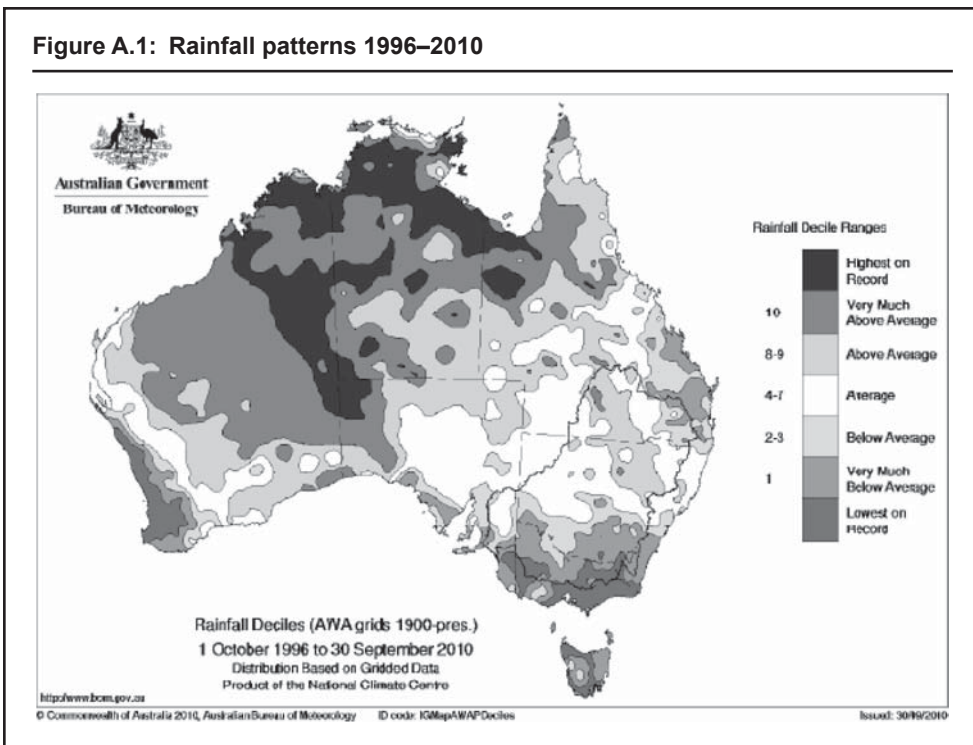 Figure A.1: Rainfall patterns 1996–2010
Australian Government
Bureau of Meteorology
Rainfall Decile Ranges
Highest on
Record
10
Very Much
Above Average
8-9
Above Average
4-7
Average
2-3
Below Average
1
Very Much
Below Average
Lowest on
Record
Rainfall Deciles (AWA grids 1900-pres.)
1 October 1996 to 30 September 2010
Distribution Based on Gridded Data
Product of the National Climate Centre
http://www.bom.gov.au
© Commonwealth of Australia 2010, Australian Bureau of Meteorology
ID code: IGMapAWAPDeciles
Issued: 30/09/2010